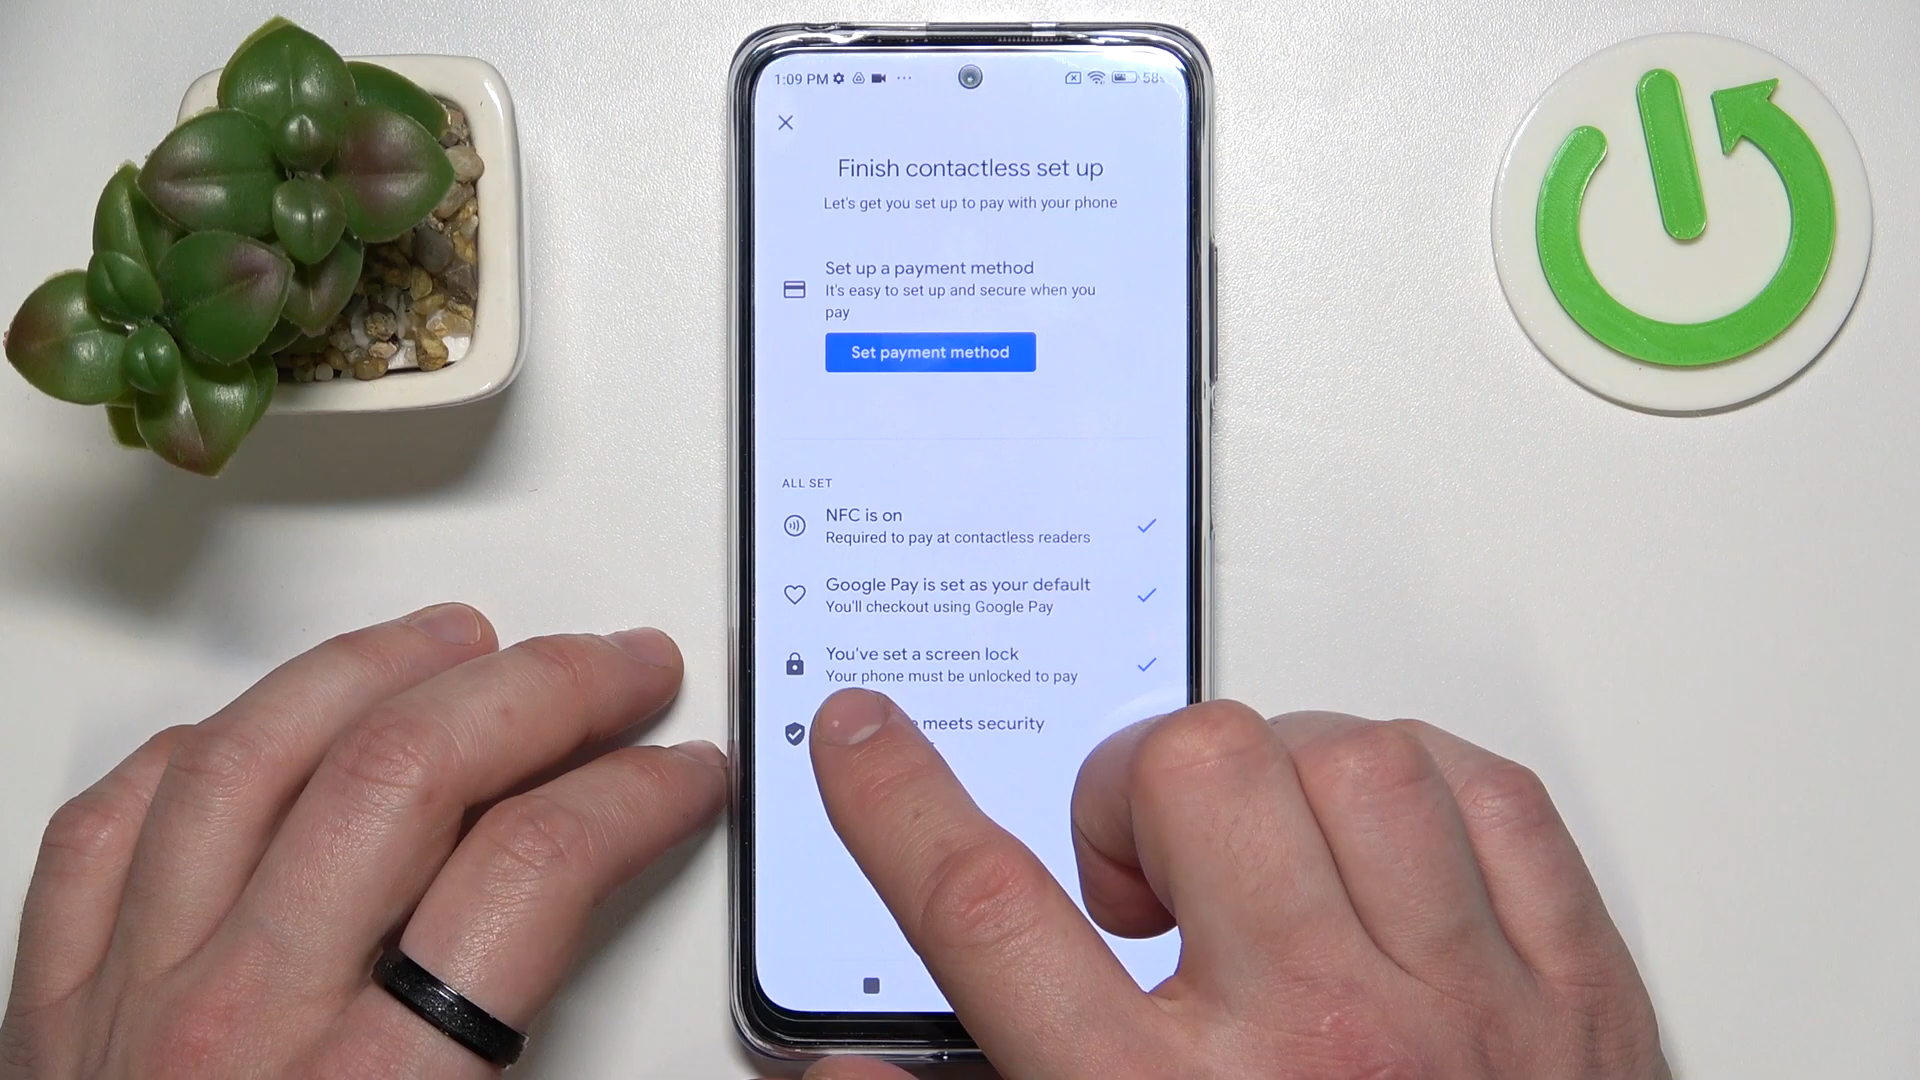 1:09 PM
58
Finish contactless set up
Let's get you set up to pay with your phone
Set up a payment method
It's easy to set up and secure when you
pay
Set payment method
ALL SET
NFC is on
Required to pay at contactless readers
Google Pay is set as your default
You'll checkout using Google Pay
You've set a screen lock
Your phone must be unlocked to pay
meets security